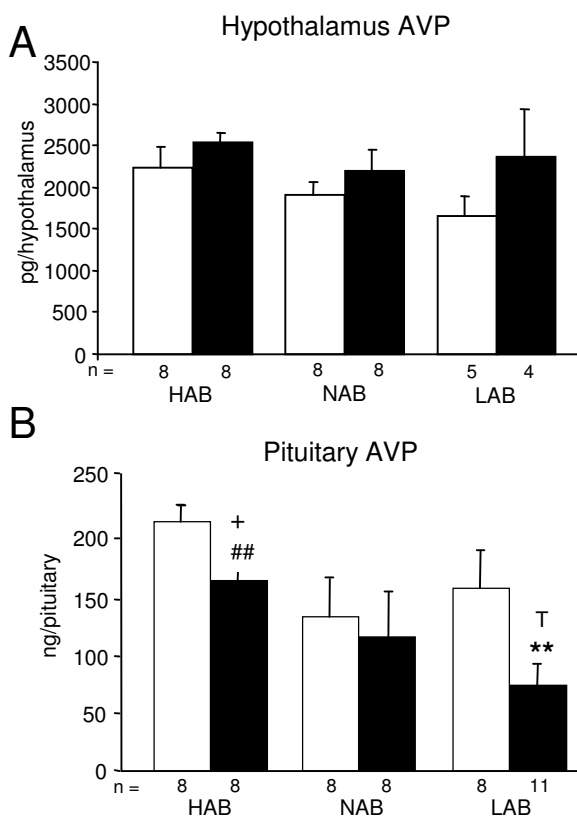 A
Hypothalamus AVP
pg/hypothalamus
3500
3000
2500
2000
1500
1000
500
0
n = 8 8 8 8 5 4
HAB NAB LAB
B
Pituitary AVP
ng/pituitary
250
200
150
100
50
0
+
##
T
**
n = 8 8 8 8 8 11
HAB NAB LAB